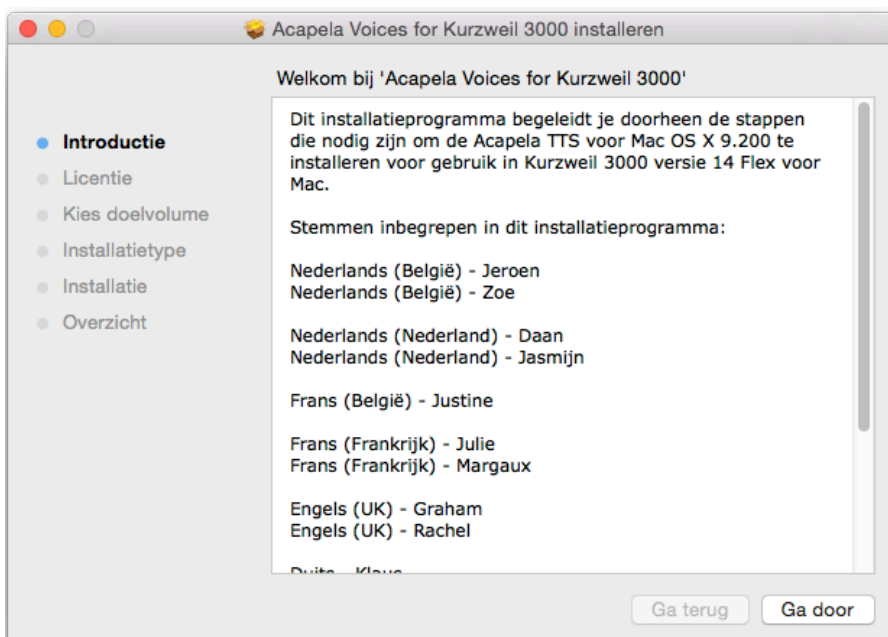 Acapela Voices for Kurzweil 3000 installeren
Welkom bij 'Acapela Voices for Kurzweil 3000'
Introductie
Licentie
Kies doelvolume
Installatietype
Installatie
Overzicht
Dit installatieprogramma begeleidt je doorheen de stappen
die nodig zijn om de Acapela TTS voor Mac OS X 9.200 te
installeren voor gebruik in Kurzweil 3000 versie 14 Flex voor
Mac.
Stemmen inbegrepen in dit installatieprogramma:
Nederlands (België) - Jeroen
Nederlands (België) - Zoe
Nederlands (Nederland) - Daan
Nederlands (Nederland) - Jasmijn
Frans (België) - Justine
Frans (Frankrijk) - Julie
Frans (Frankrijk) - Margaux
Engels (UK) - Graham
Engels (UK) - Rachel
Duits - Klaus
Ga terug
Ga door